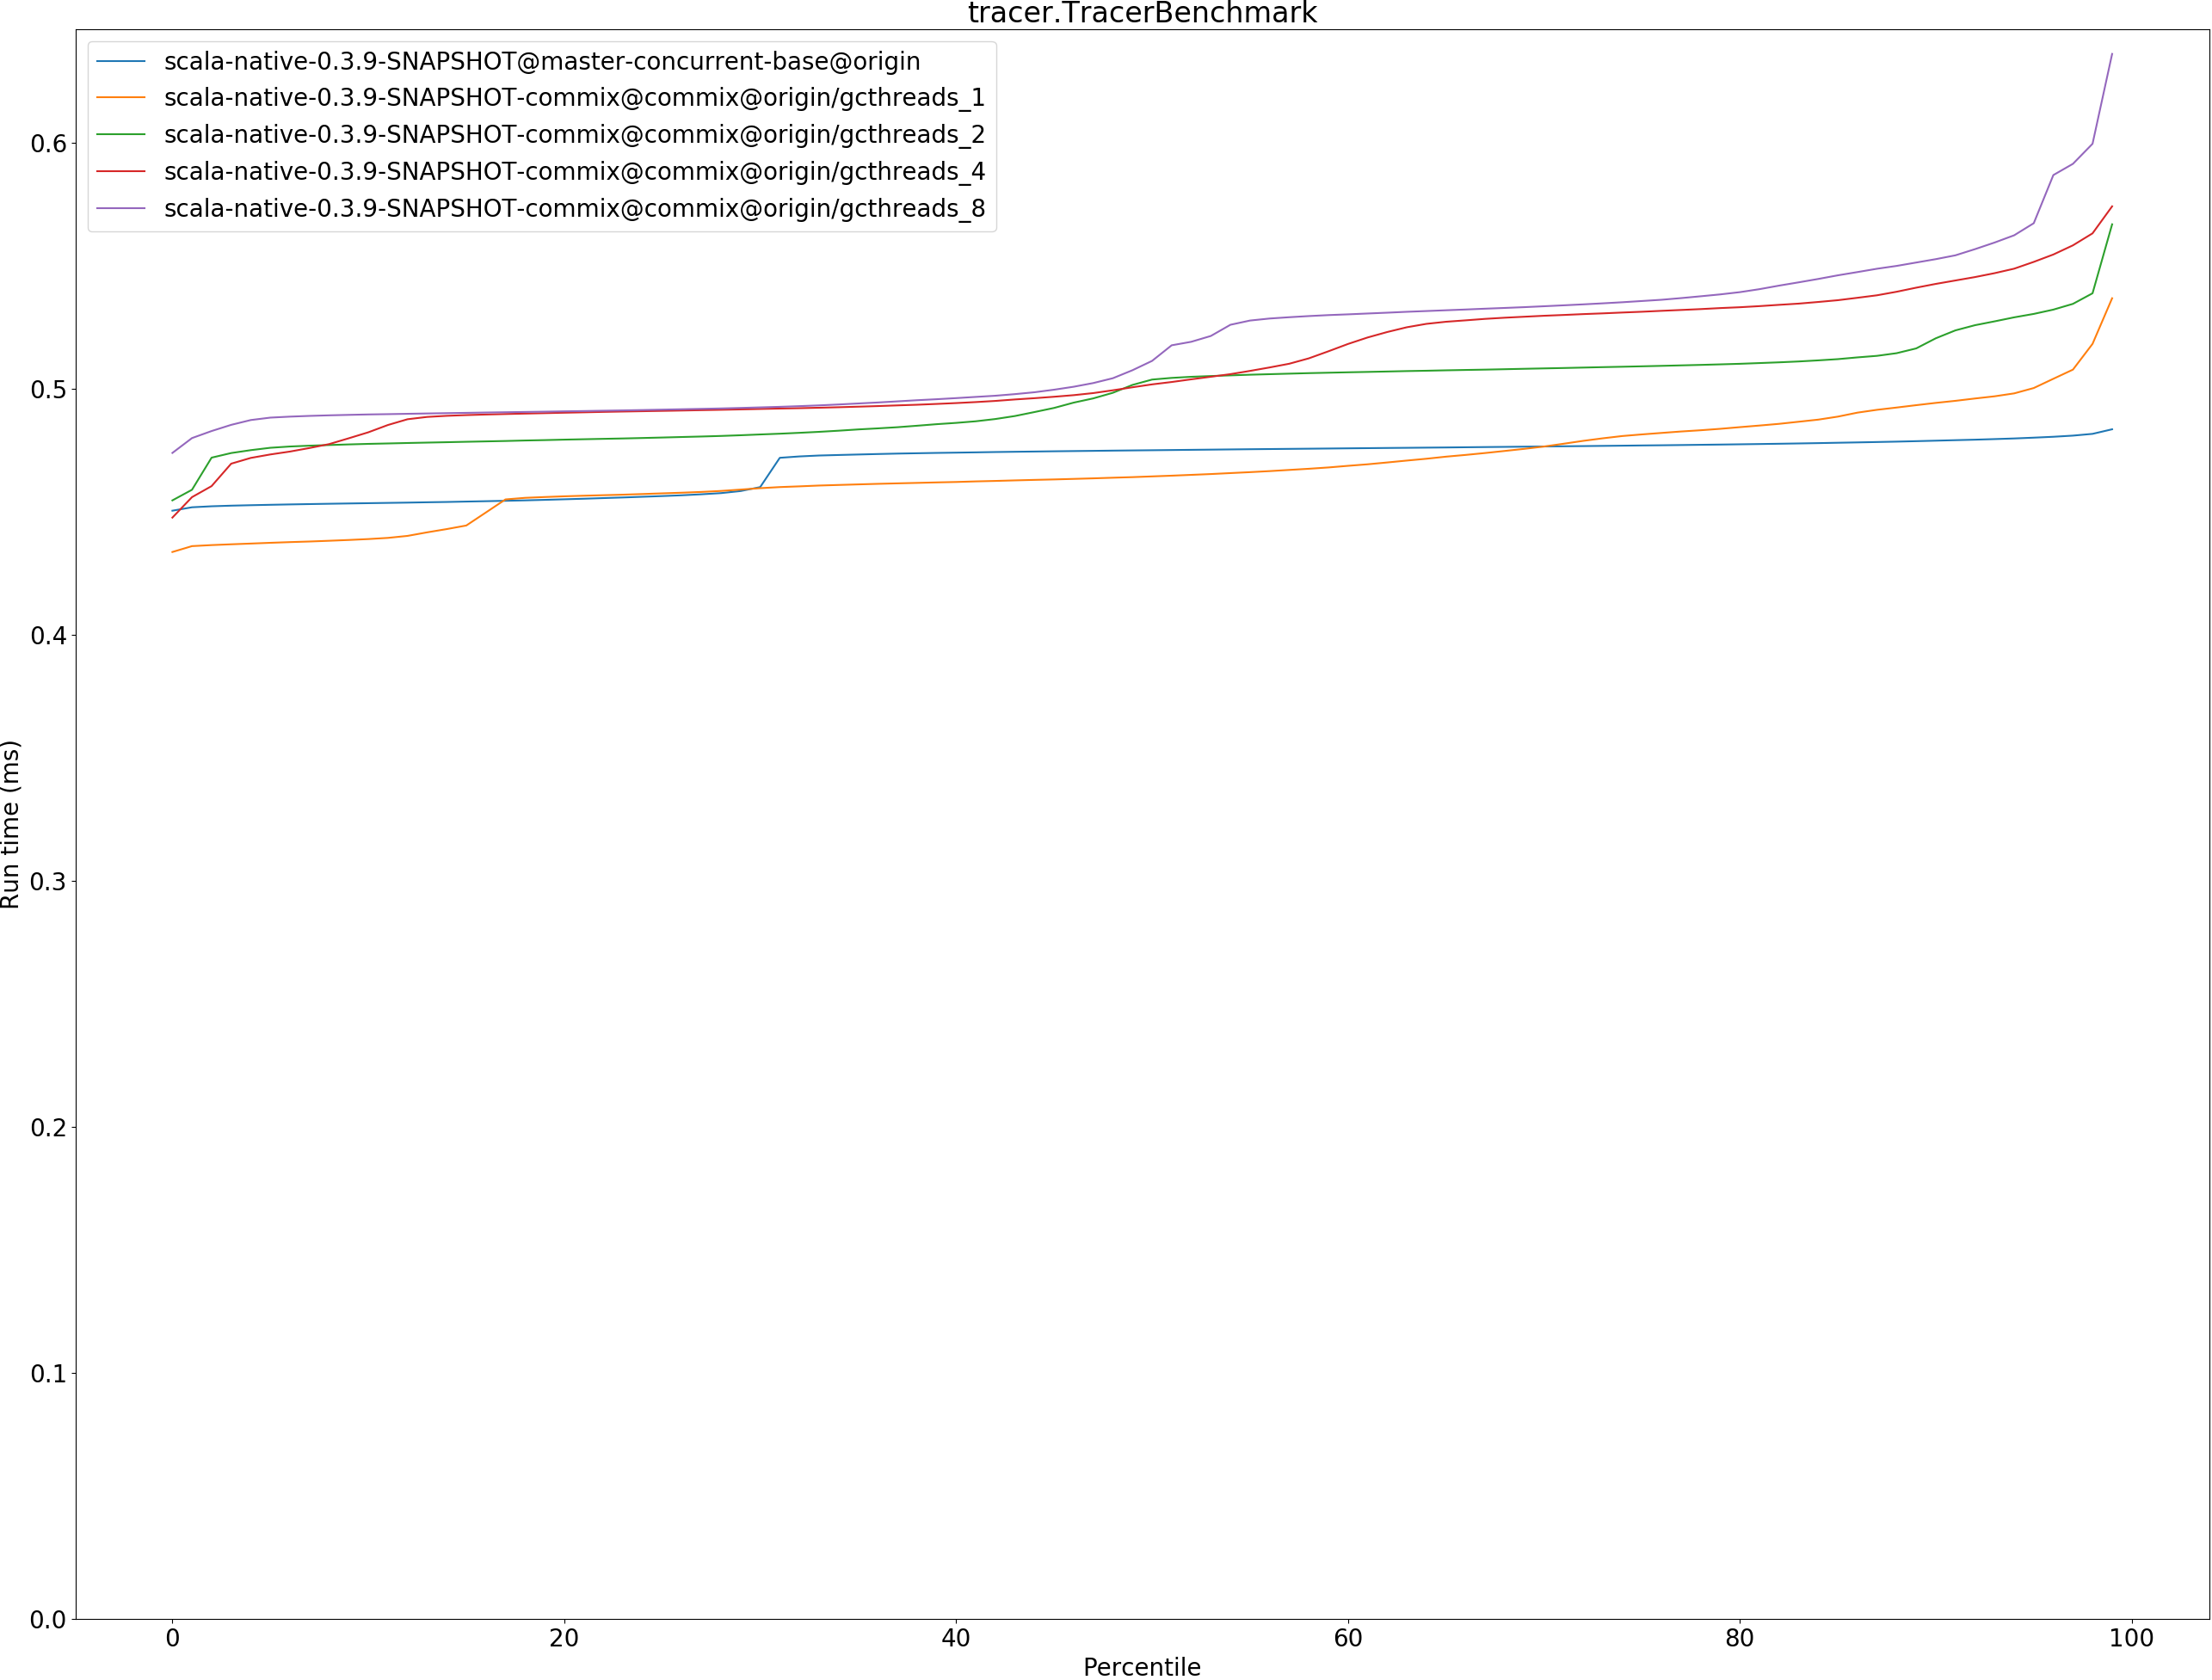 tracer.TracerBenchmark
scala-native-0.3.9-SNAPSHOT@master-concurrent-base@origin
scala-native-0.3.9-SNAPSHOT-commix@commix@origin/gcthreads_1
scala-native-0.3.9-SNAPSHOT-commix@commix@origin/gcthreads_2
scala-native-0.3.9-SNAPSHOT-commix@commix@origin/gcthreads_4
scala-native-0.3.9-SNAPSHOT-commix@commix@origin/gcthreads_8
Run time (ms)
0.6
0.5
0.4
0.3
0.2
0.1
0.0
0 20 40 60 80 100
Percentile